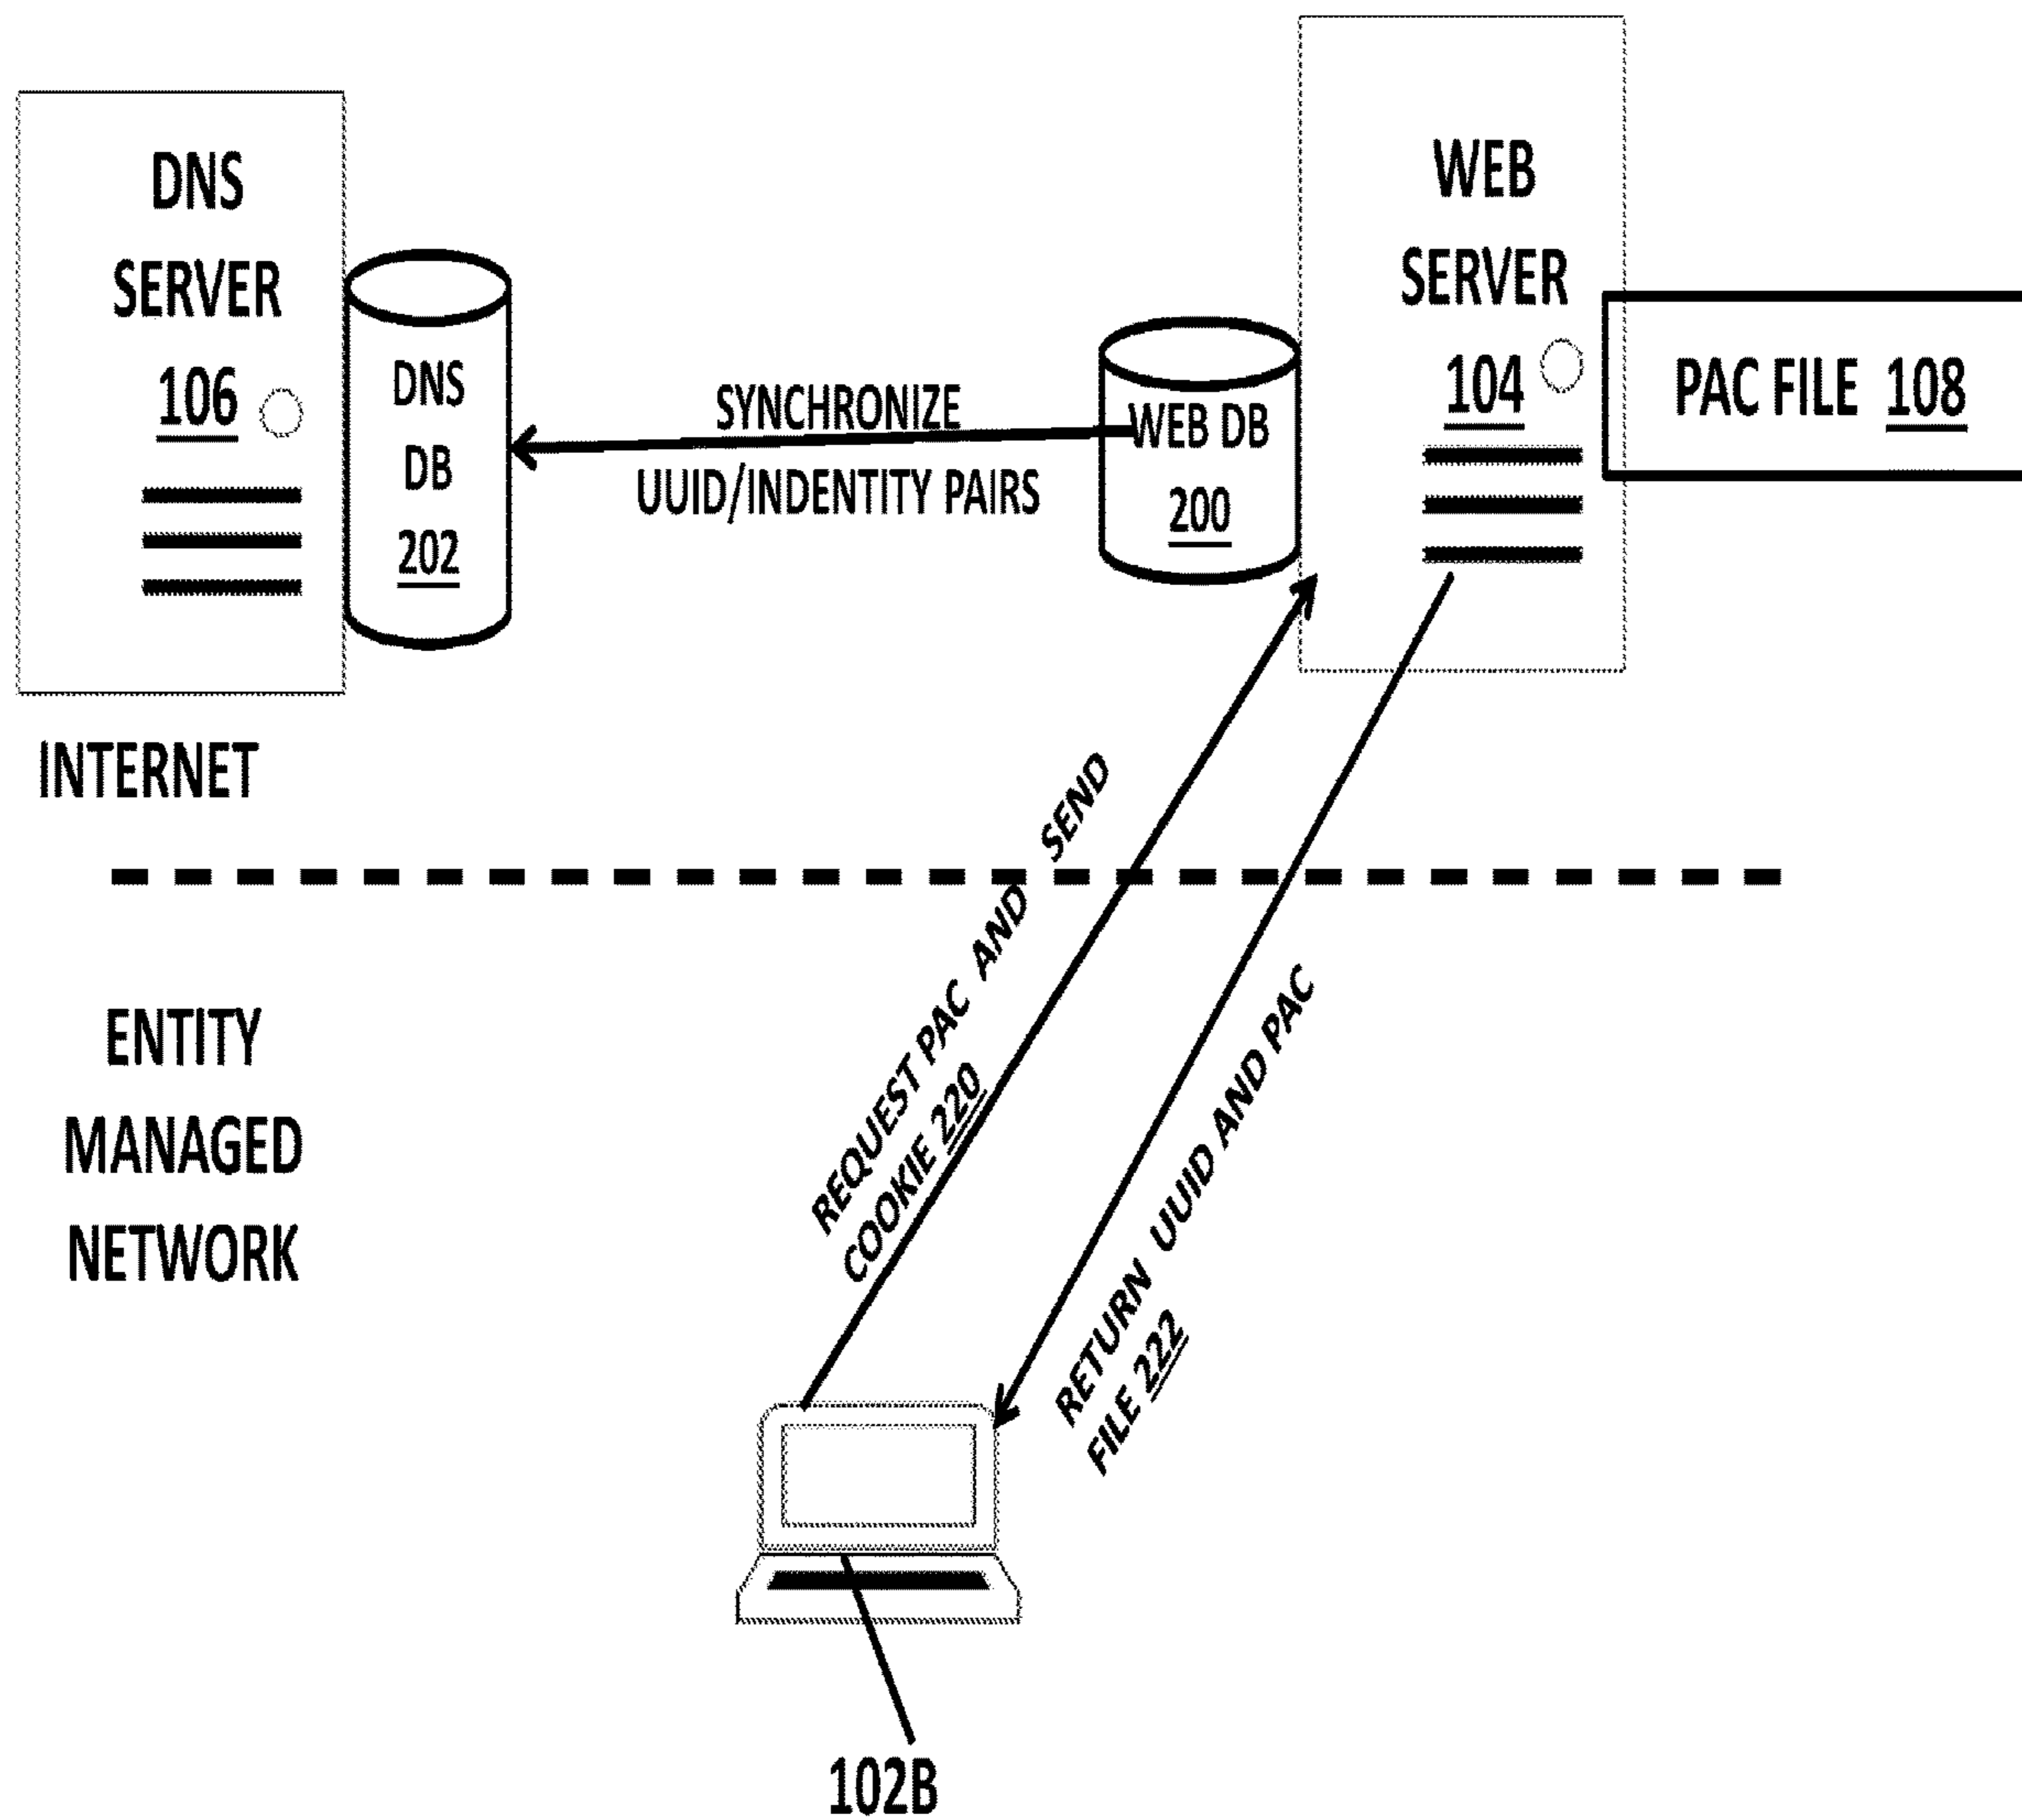 DNS
SERVER
106
DNS
DB
202
SYNCHRONIZE
UUID/INDENTITY PAIRS
WEB DB
200
WEB
SERVER
104
PAC FILE 108
INTERNET
REQUEST PAC AND SEND
COOKIE 220
RETURN UUID AND PAC
FILE 222
ENTITY
MANAGED
NETWORK
102B